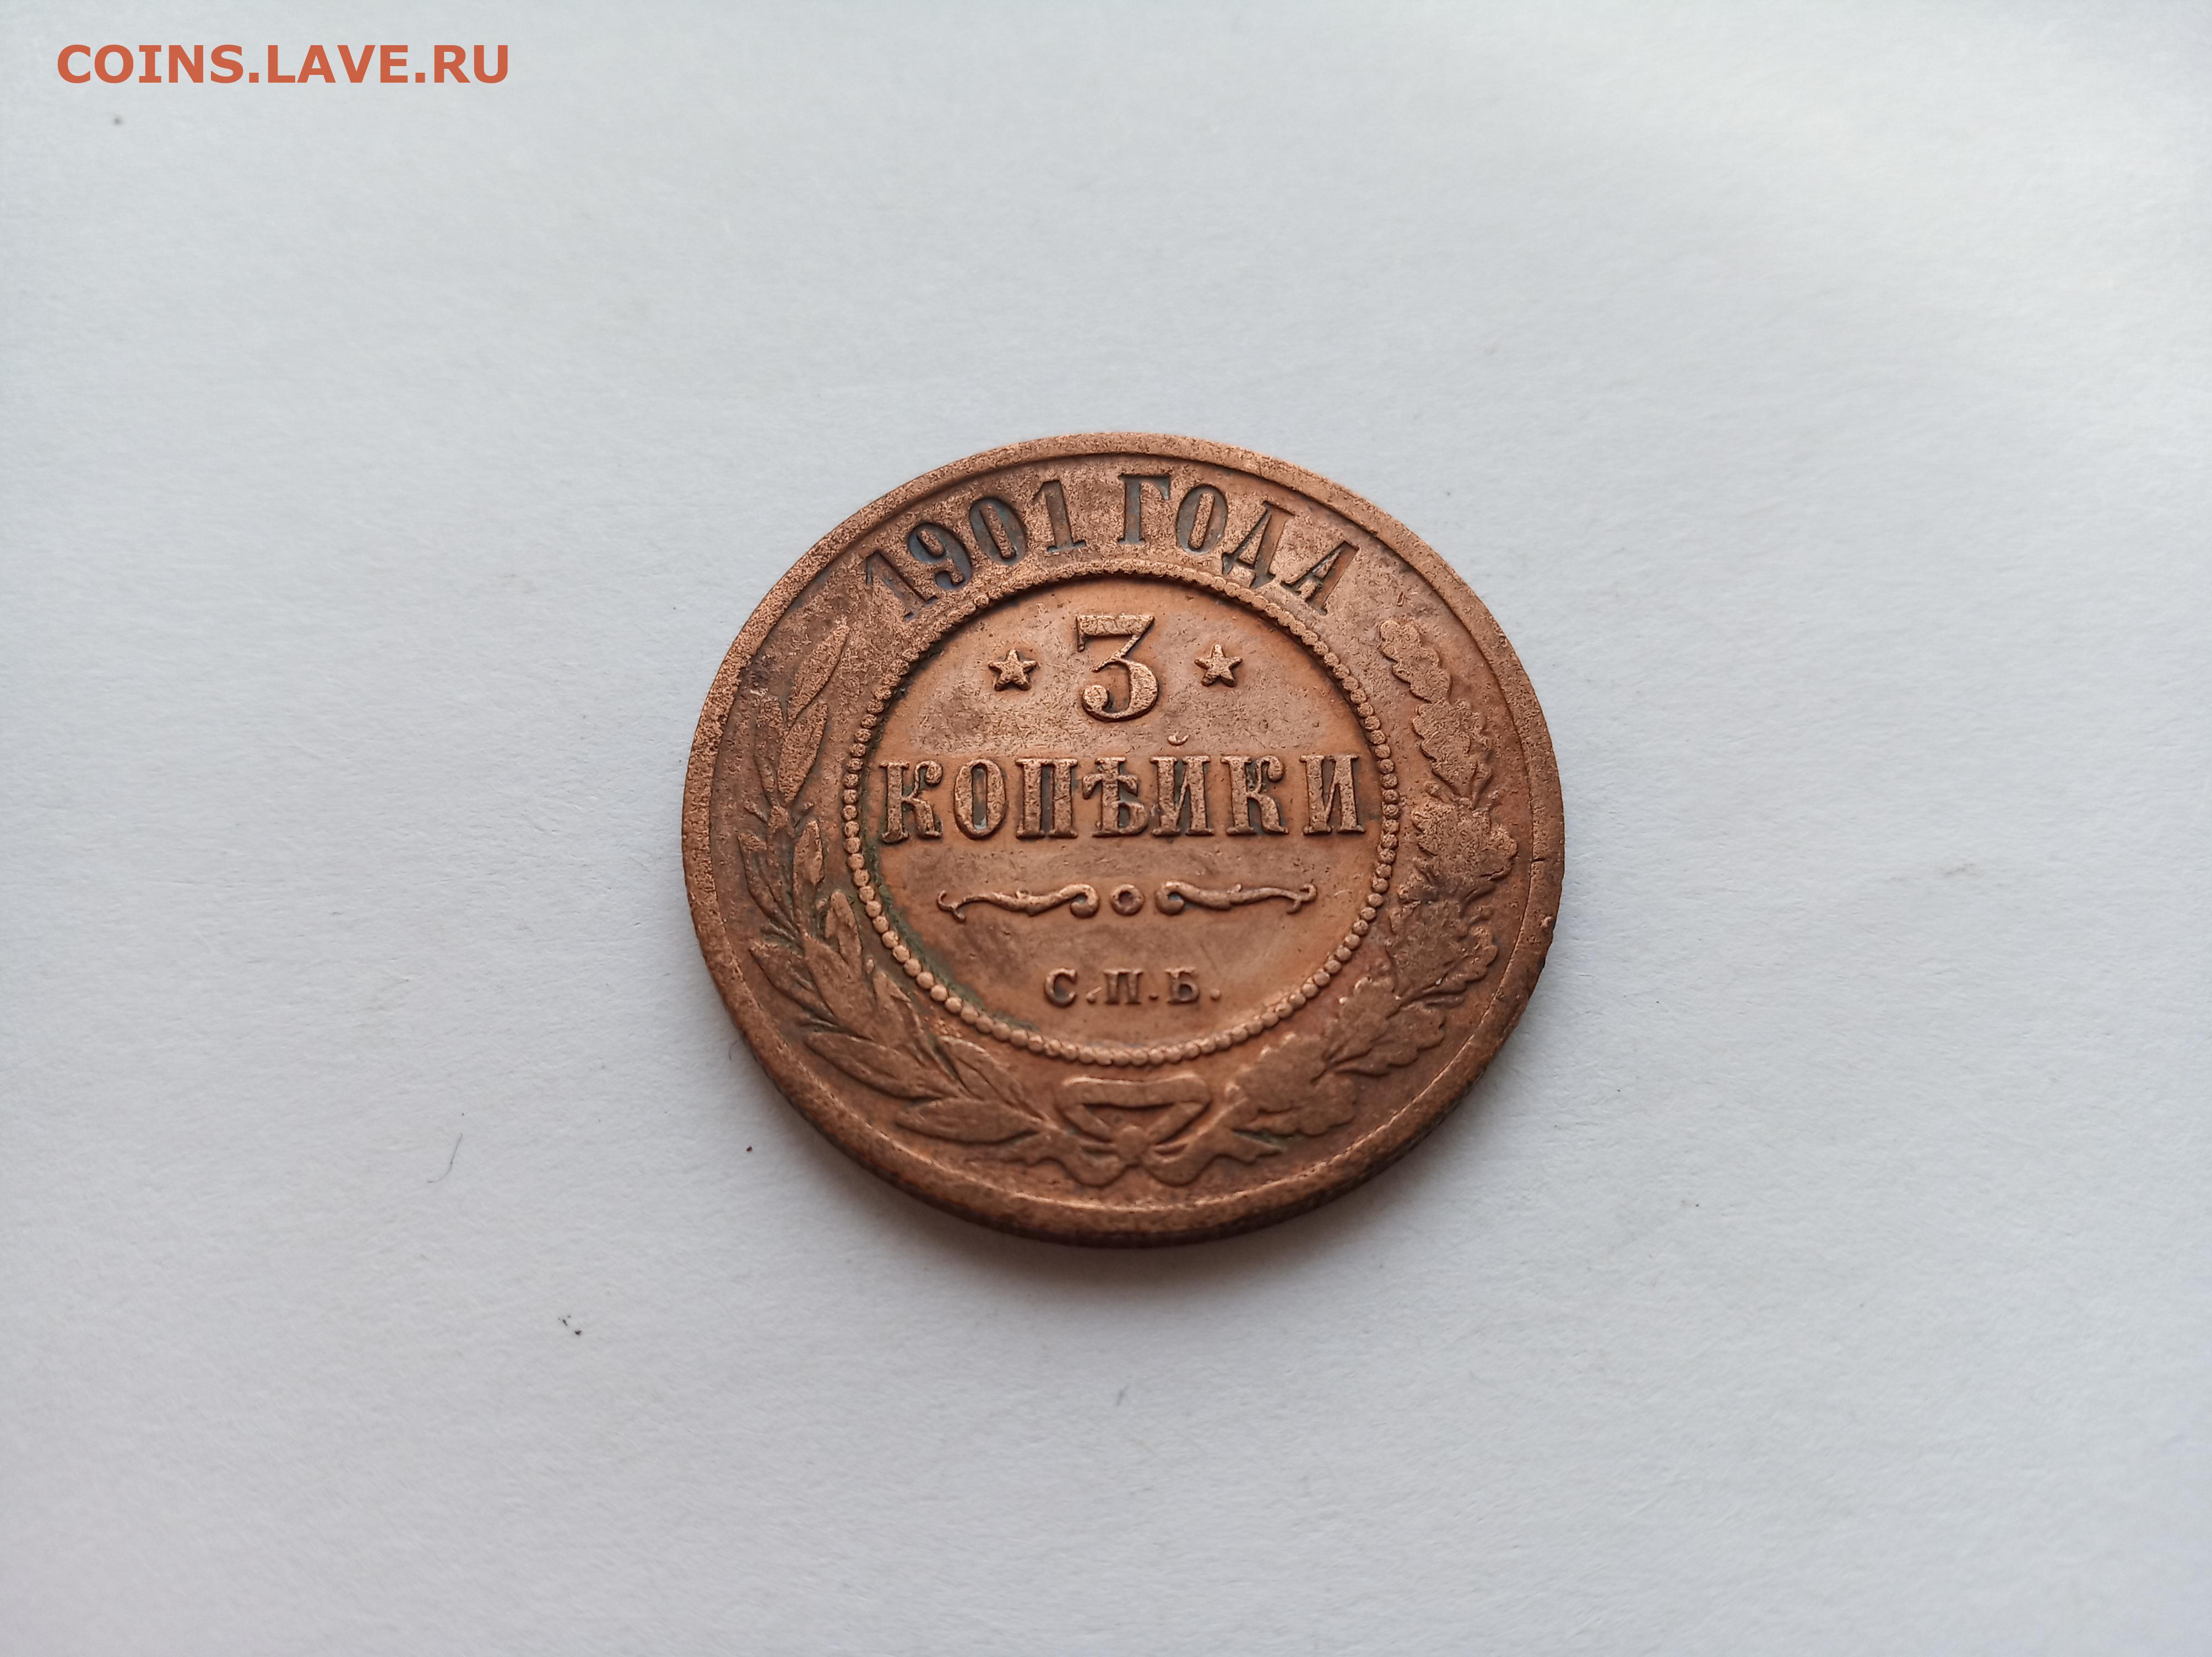 COINS.LAVE.RU
1901 ГОДА
3
КОПѢЙКИ
С.П.Б.